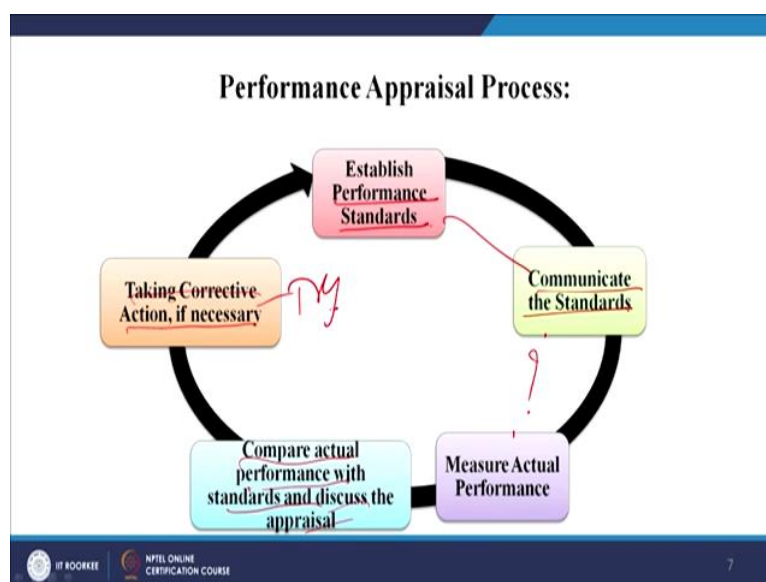 Performance Appraisal Process:
Establish
Performance
Standards
Communicate
the Standards
Measure Actual
Performance
Compare actual
performance with
standards and discuss the
appraisal
Taking Corrective
Action, if necessary
?
IIT ROORKEE
NPTEL ONLINE
CERTIFICATION COURSE
7